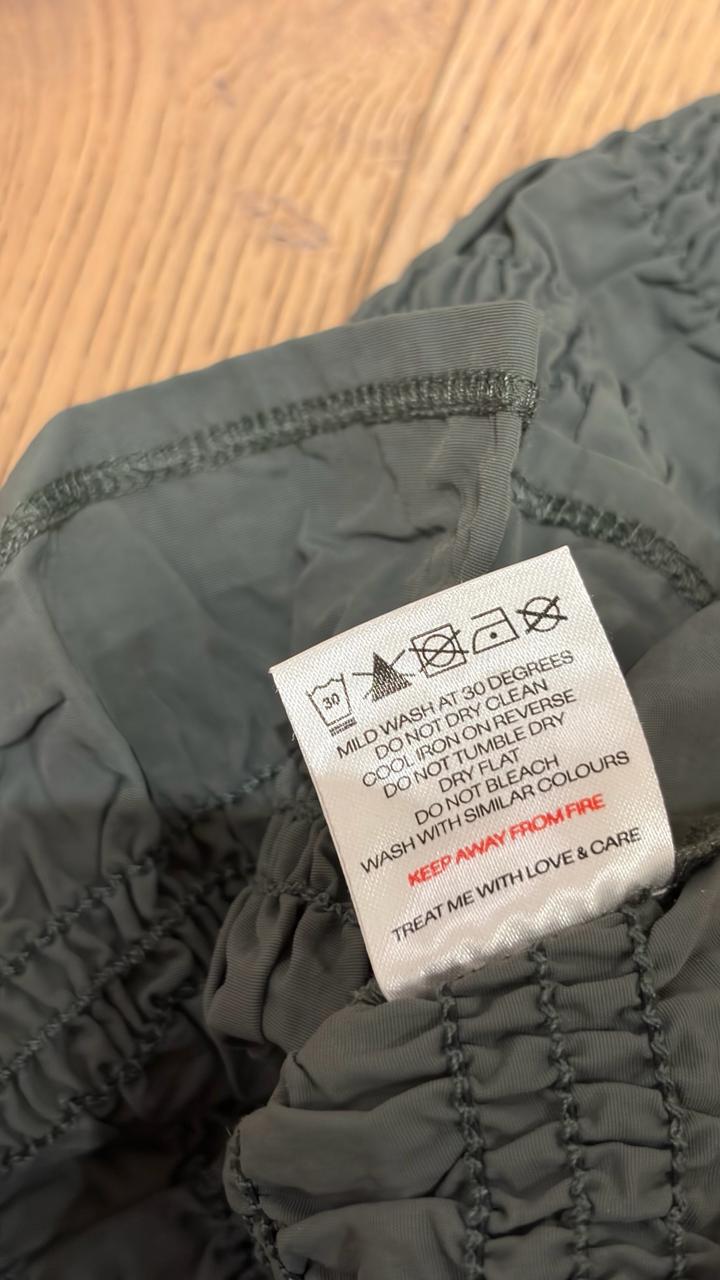 30
MILD WASH AT 30 DEGREES
DO NOT DRY CLEAN
COOL IRON ON REVERSE
DO NOT TUMBLE DRY
DRY FLAT
DO NOT BLEACH
WASH WITH SIMILAR COLOURS
KEEP AWAY FROM FIRE
TREAT ME WITH LOVE & CARE